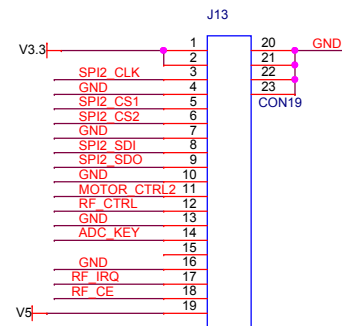 J13
V3.3 1 20 GND
2 21
SPI2_CLK 3 22
GND 4 23
SPI2_CS1 5 CON19
SPI2_CS2 6
GND 7
SPI2_SDI 8
SPI2_SDO 9
GND 10
MOTOR_CTRL2 11
RF_CTRL 12
GND 13
ADC_KEY 14
15
GND 16
RF_IRQ 17
RF_CE 18
V5 19